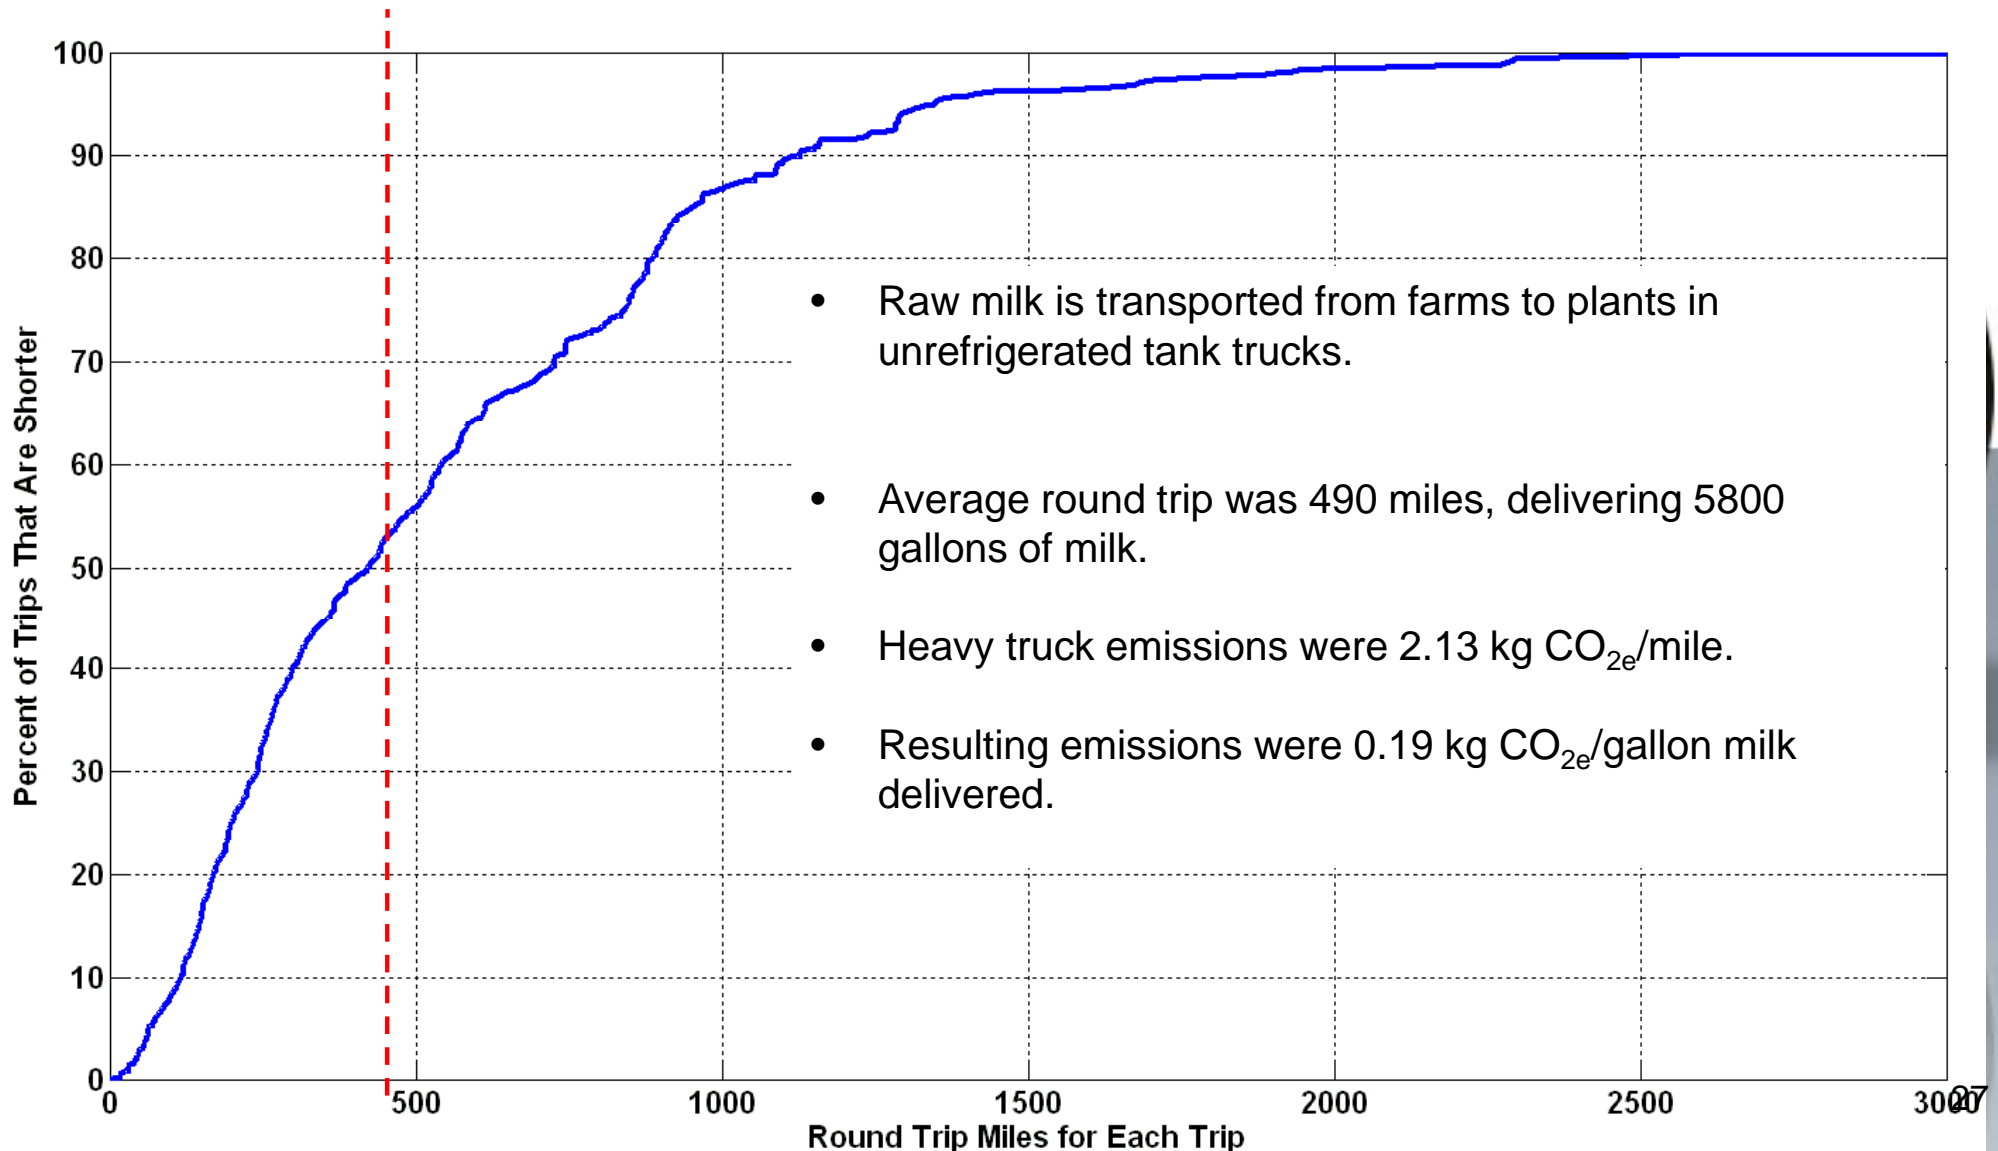 100
90
80
70
60
50
40
30
20
10
0
Percent of Trips That Are Shorter
• Raw milk is transported from farms to plants in
unrefrigerated tank trucks.
• Average round trip was 490 miles, delivering 5800
gallons of milk.
• Heavy truck emissions were 2.13 kg CO2e/mile.
• Resulting emissions were 0.19 kg CO2e/gallon milk
delivered.
0 500 1000 1500 2000 2500 3000
27
Round Trip Miles for Each Trip